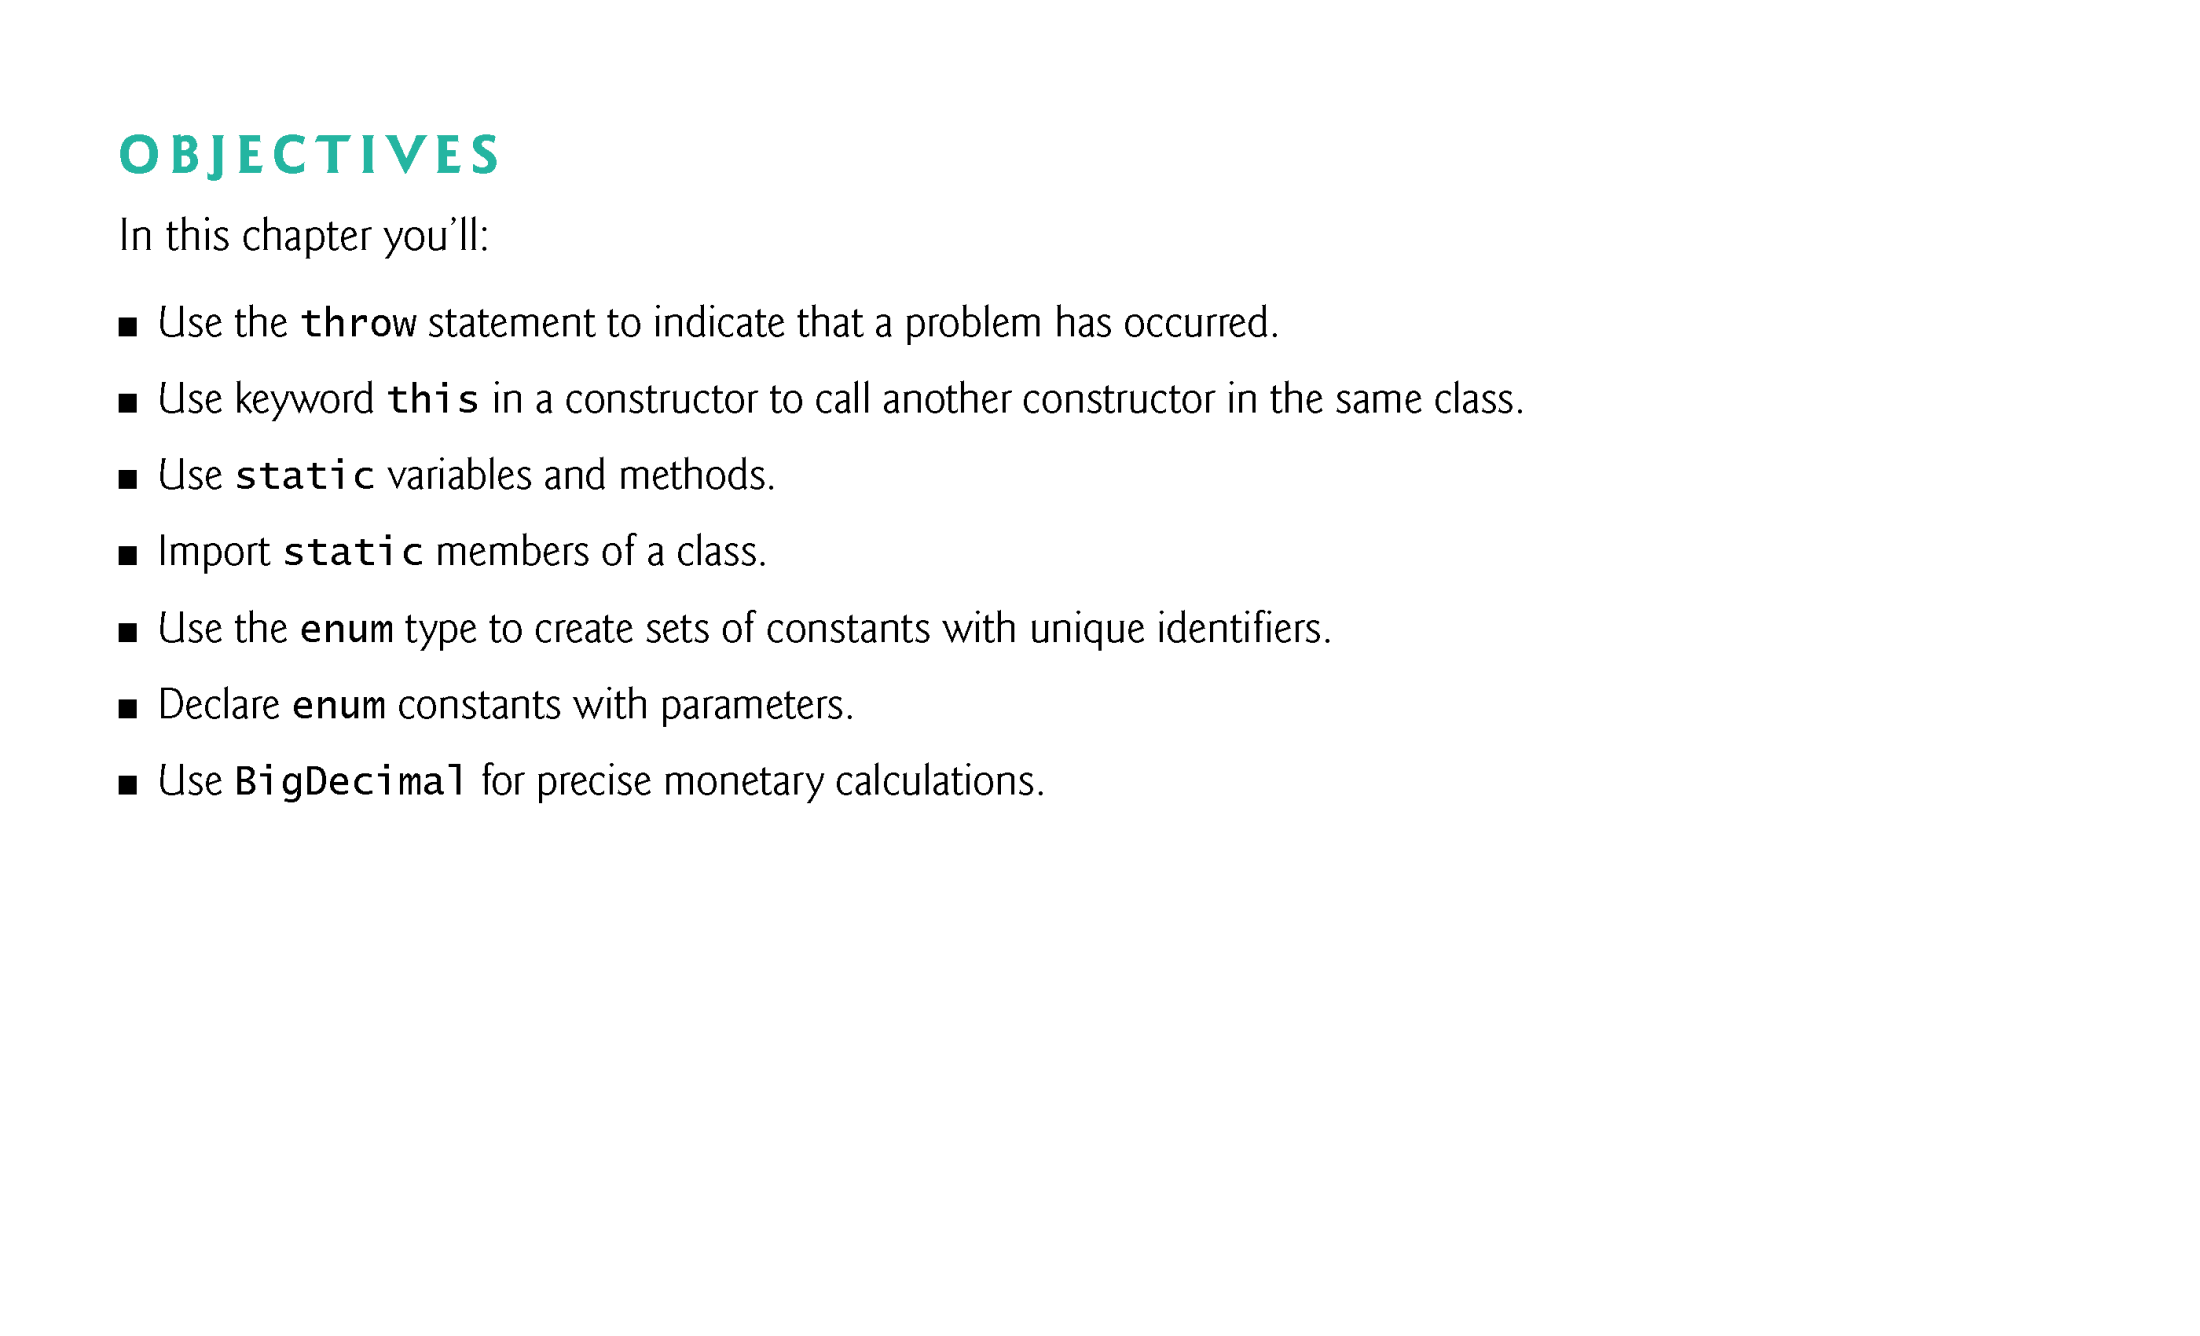 OBJECTIVES
In this chapter you’ll:
■ Use the throw statement to indicate that a problem has occurred.
■ Use keyword this in a constructor to call another constructor in the same class.
■ Use static variables and methods.
■ Import static members of a class.
■ Use the enum type to create sets of constants with unique identifiers.
■ Declare enum constants with parameters.
■ Use BigDecimal for precise monetary calculations.